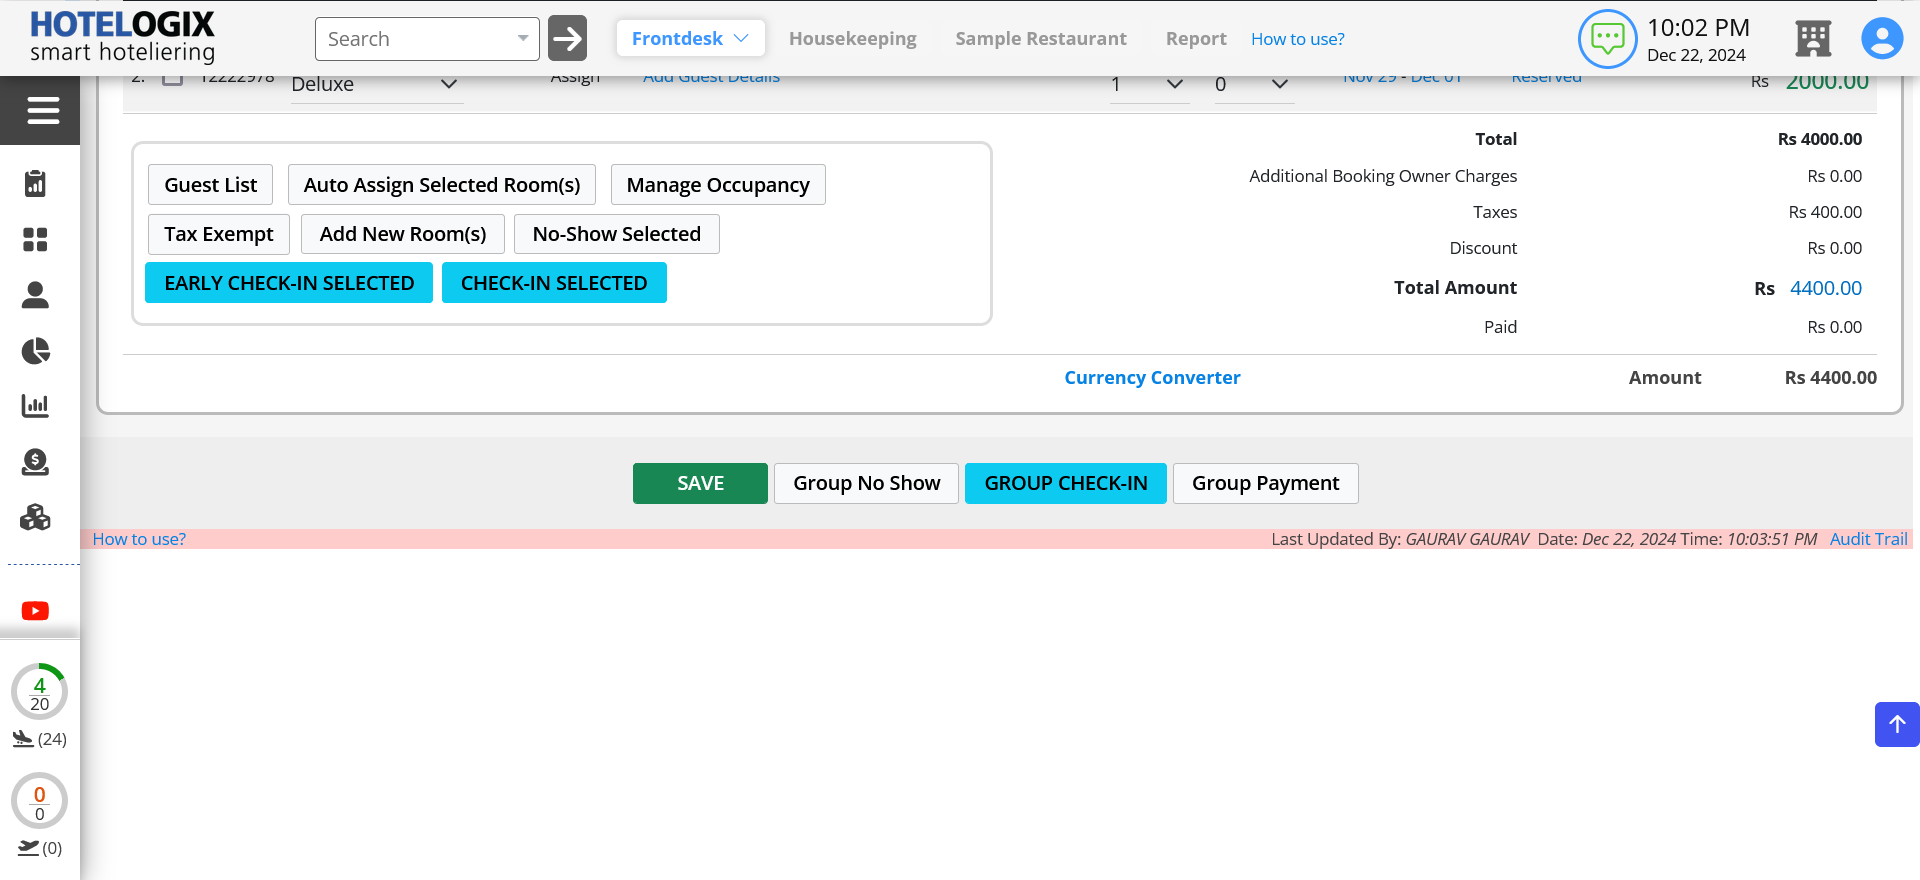 HOTELOGIX
smart hoteliering
Search
Frontdesk
Housekeeping
Sample Restaurant
Report
How to use?
10:02 PM
Dec 22, 2024
2. 12222978 Deluxe Assign Add Guest Details 1 0 Nov 29 - Dec 01 Reserved Rs 2000.00
Guest List
Auto Assign Selected Room(s)
Manage Occupancy
Tax Exempt
Add New Room(s)
No-Show Selected
EARLY CHECK-IN SELECTED
CHECK-IN SELECTED
Total Rs 4000.00
Additional Booking Owner Charges Rs 0.00
Taxes Rs 400.00
Discount Rs 0.00
Total Amount Rs 4400.00
Paid Rs 0.00
Currency Converter Amount Rs 4400.00
SAVE
Group No Show
GROUP CHECK-IN
Group Payment
How to use?
Last Updated By: GAURAV GAURAV Date: Dec 22, 2024 Time: 10:03:51 PM Audit Trail
4
20
(24)
0
0
(0)